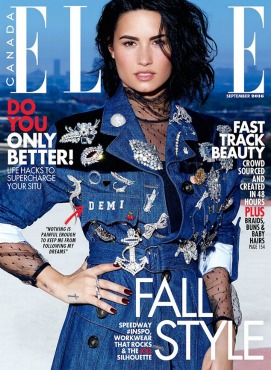 CANADA
ELLE
SEPTEMBER 2016
DO
YOU
ONLY
BETTER!
LIFE HACKS TO
SUPERCHARGE
YOUR SITU
FAST
TRACK
BEAUTY
CROWD
SOURCED
AND
CREATED
IN 48
HOURS
PLUS
BRAIDS,
BUNS &
BABY
HAIRS
PAGE 154
DEMI
"NOTHING IS
PAINFUL ENOUGH
TO KEEP ME FROM
FOLLOWING MY
DREAMS"
FALL
STYLE
SPEEDWAY
#INSPO,
WORKWEAR
THAT ROCKS
& THE
SILHOUETTE